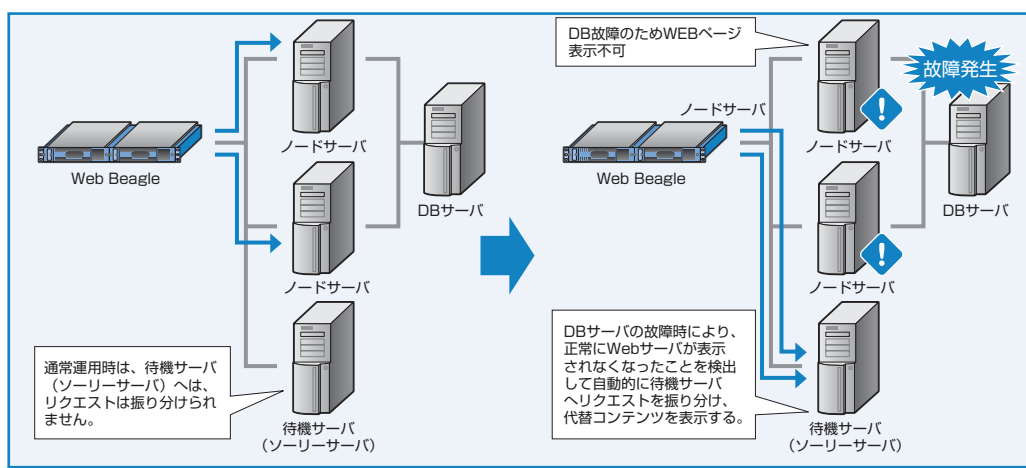 ノードサーバ
Web Beagle
DBサーバ
ノードサーバ
通常運用時は、待機サーバ
（ソーリーサーバ）へは、
リクエストは振り分けられ
ません。
待機サーバ
（ソーリーサーバ）
DB故障のためWEBページ
表示不可
故障発生
ノードサーバ
ノードサーバ
Web Beagle
DBサーバ
ノードサーバ
DBサーバの故障時により、
正常にWebサーバが表示
されなくなったことを検出
して自動的に待機サーバ
へリクエストを振り分け、
代替コンテンツを表示する。
待機サーバ
（ソーリーサーバ）